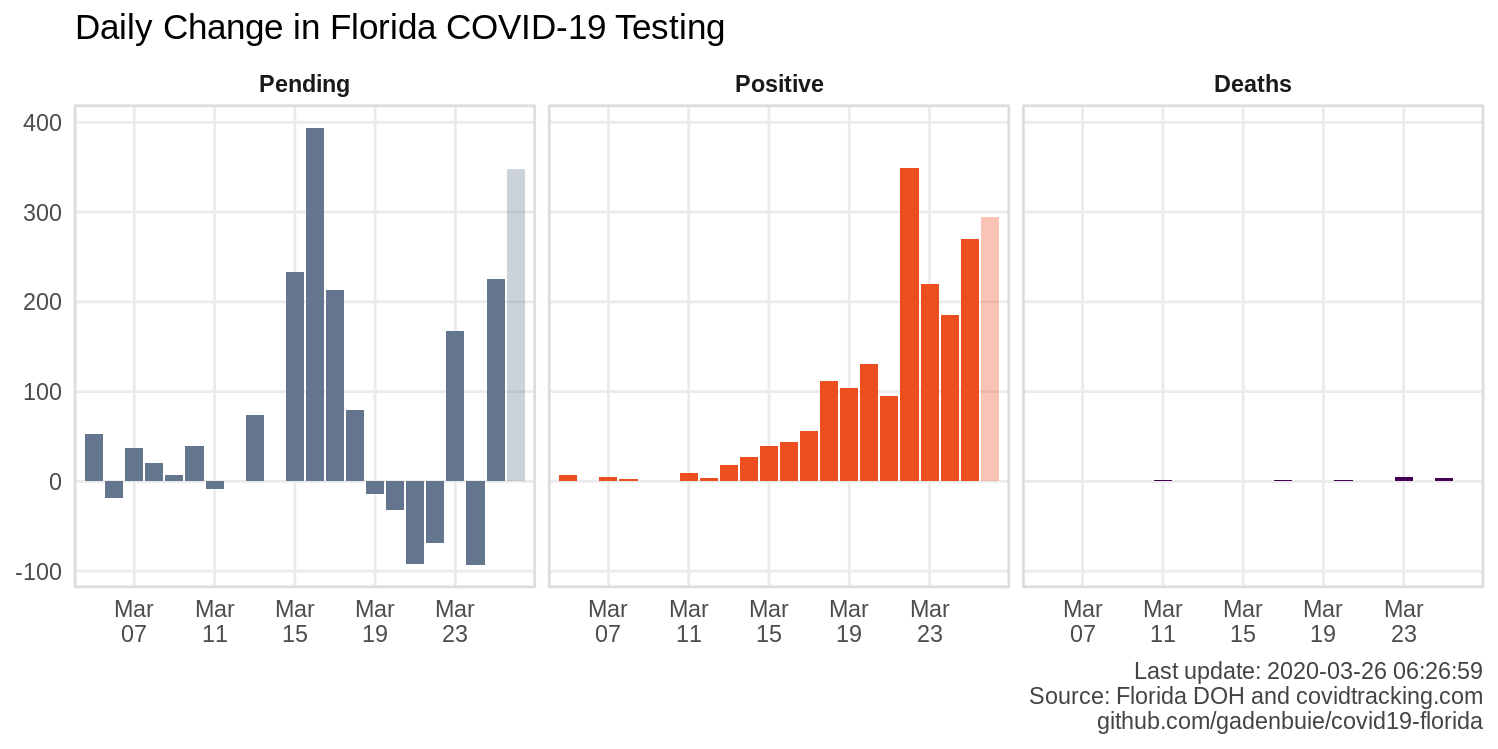 Daily Change in Florida COVID-19 Testing
Pending
Positive
Deaths
400
300
200
100
0
-100
Mar Mar Mar Mar Mar
07 11 15 19 23
Mar Mar Mar Mar Mar
07 11 15 19 23
Mar Mar Mar Mar Mar
07 11 15 19 23
Last update: 2020-03-26 06:26:59
Source: Florida DOH and covidtracking.com
github.com/gadenbuie/covid19-florida